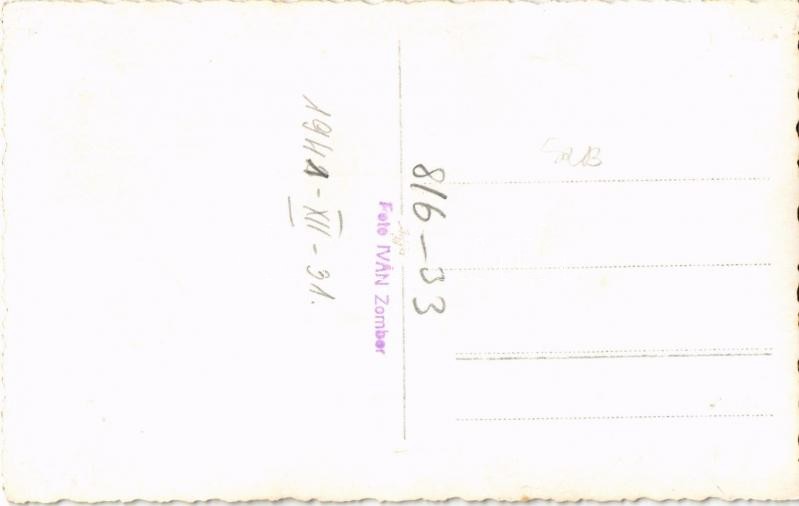 1941-XII-31.
Foto IVÁN Zombor
816-33